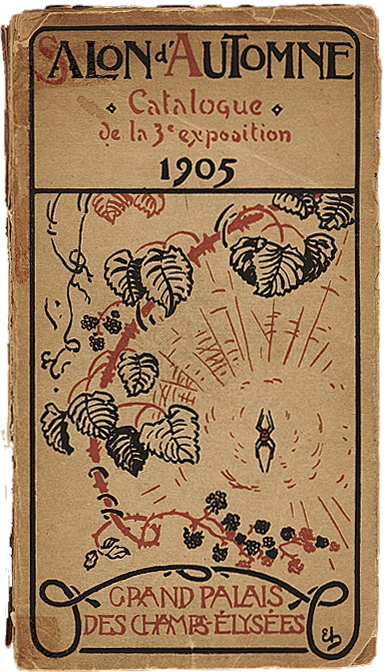 SALON d'AUTOMNE
Catalogue
de la 3e exposition
1905
GRAND PALAIS
DES CHAMPS ÉLYSÉES